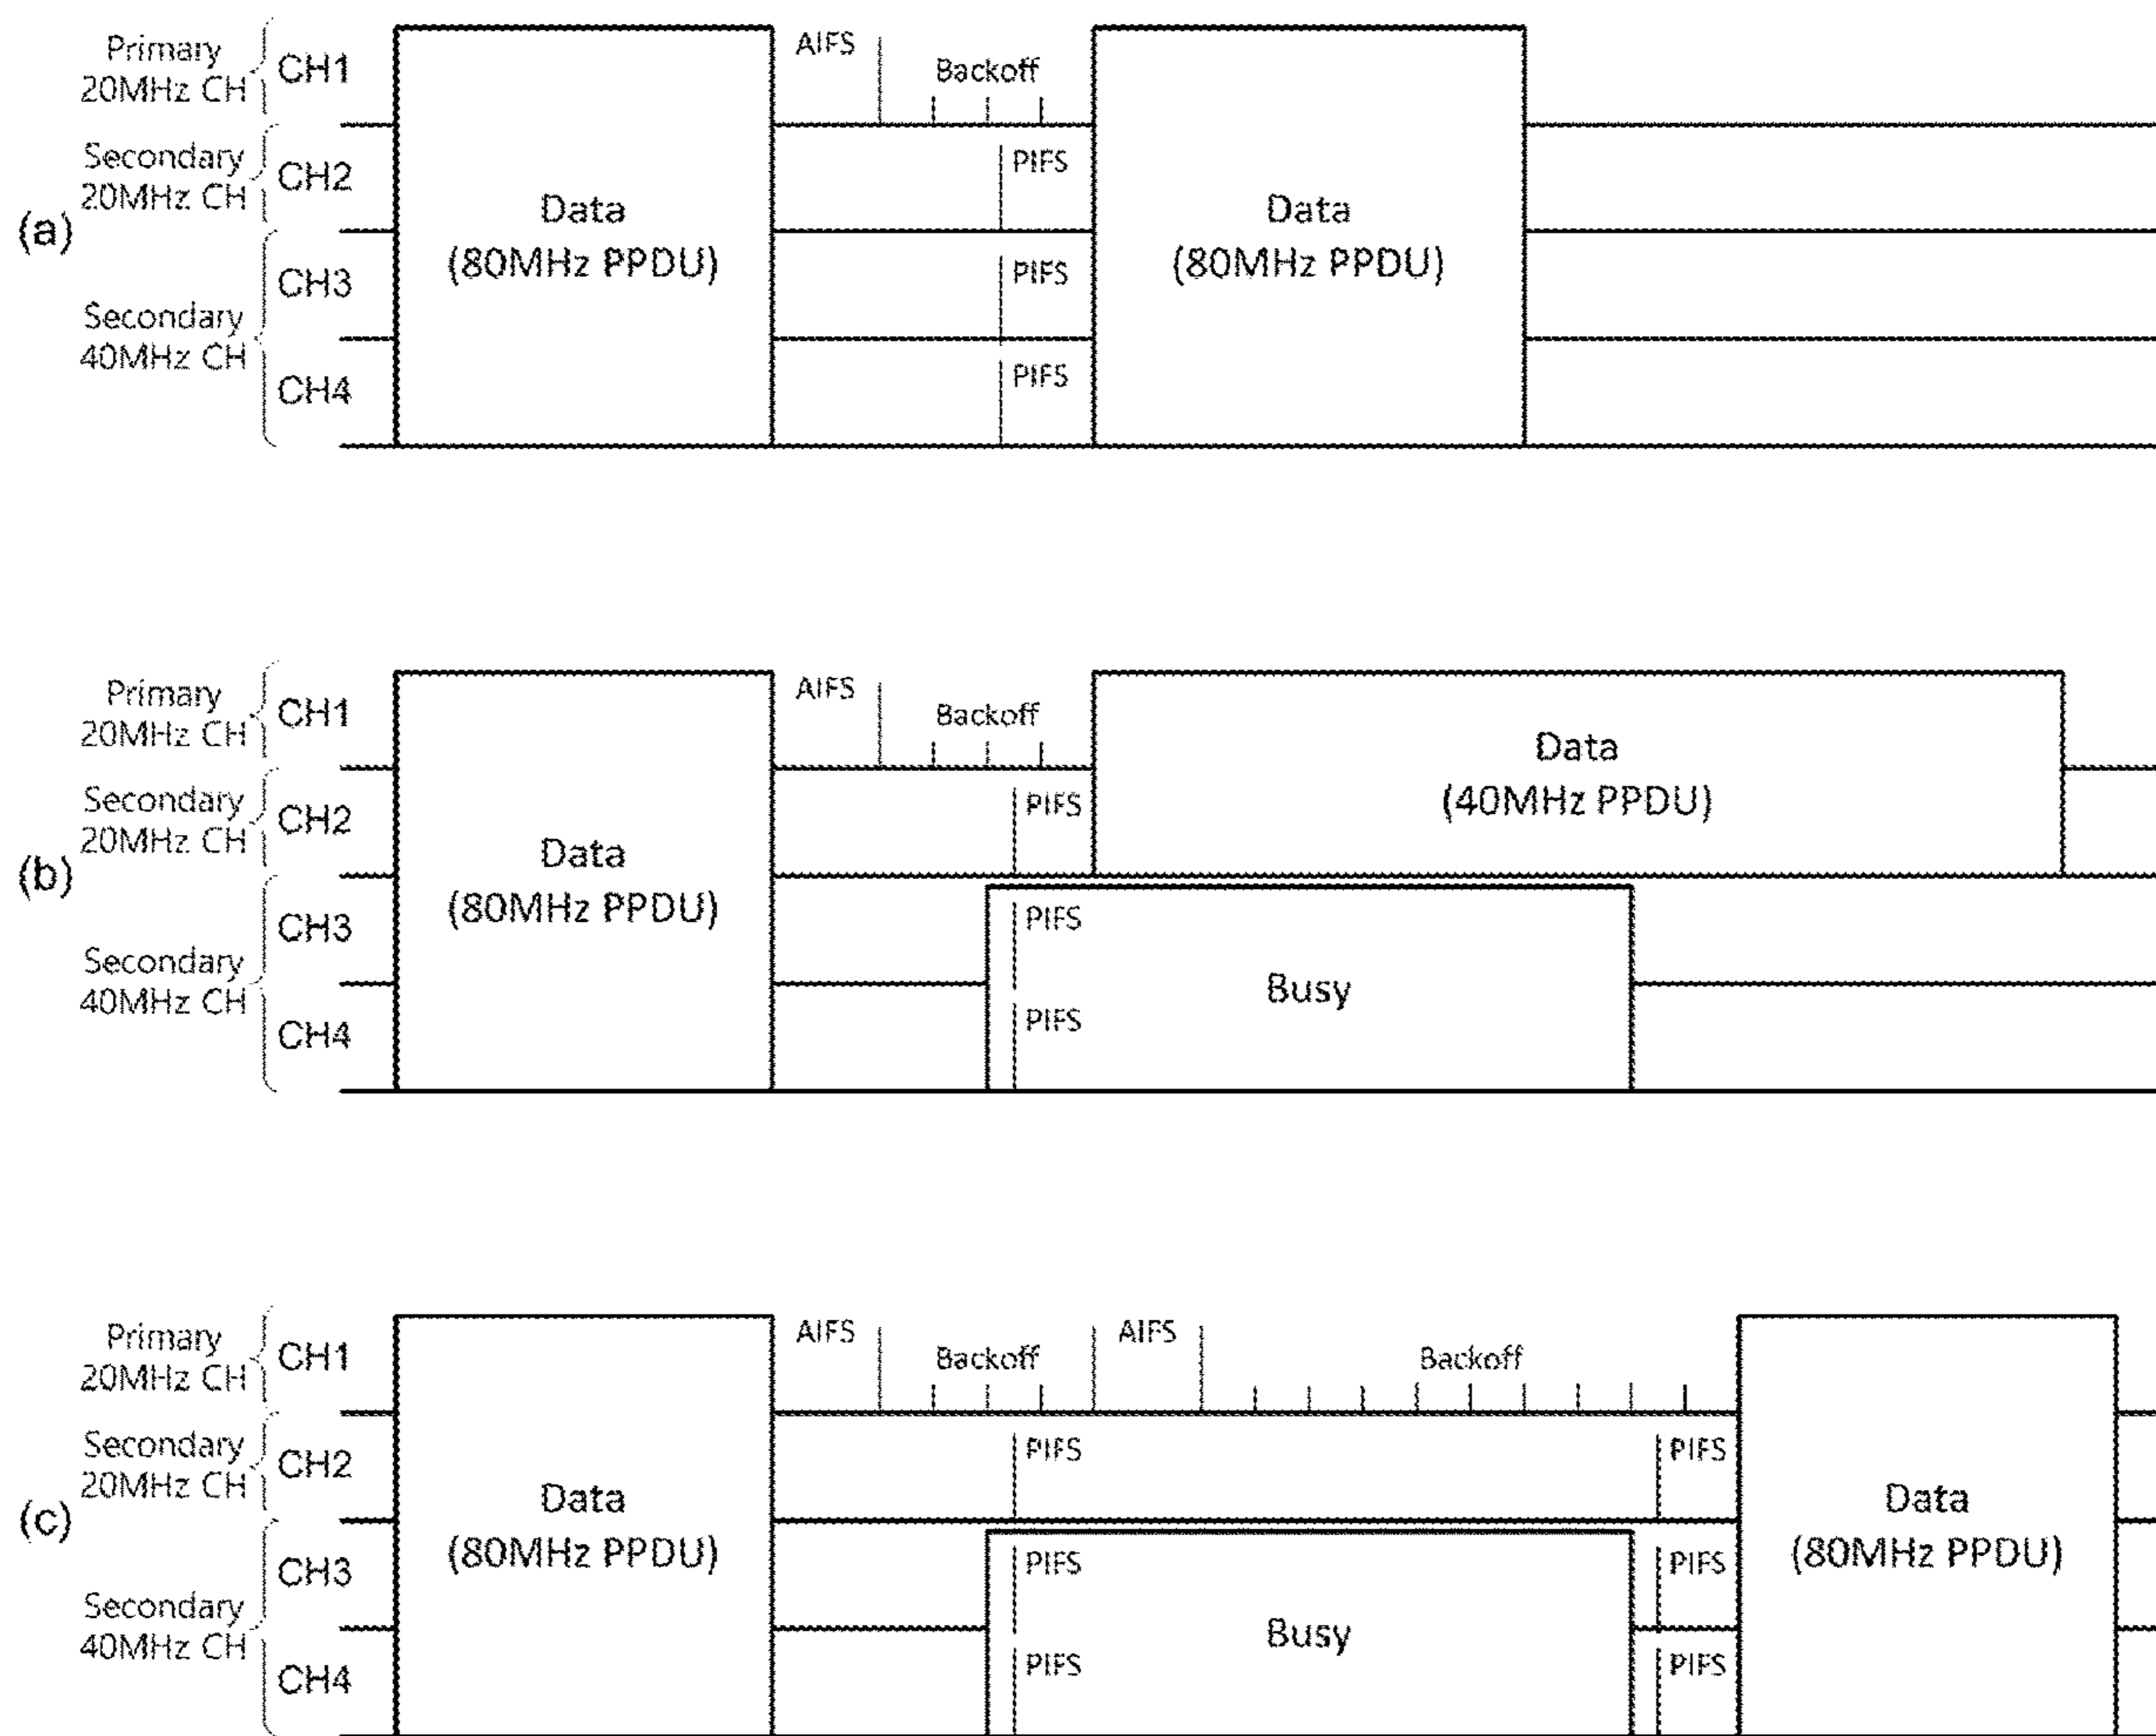 (a)
Primary
20MHz CH
CH1
Secondary
20MHz CH
CH2
Secondary
40MHz CH
CH3
CH4
Data
(80MHz PPDU)
AIFS
Backoff
PIFS
PIFS
PIFS
Data
(80MHz PPDU)
(b)
Primary
20MHz CH
CH1
Secondary
20MHz CH
CH2
Secondary
40MHz CH
CH3
CH4
Data
(80MHz PPDU)
AIFS
Backoff
PIFS
Data
(40MHz PPDU)
PIFS
PIFS
Busy
(c)
Primary
20MHz CH
CH1
Secondary
20MHz CH
CH2
Secondary
40MHz CH
CH3
CH4
Data
(80MHz PPDU)
AIFS
Backoff
AIFS
Backoff
PIFS
PIFS
PIFS
PIFS
Busy
PIFS
PIFS
Data
(80MHz PPDU)